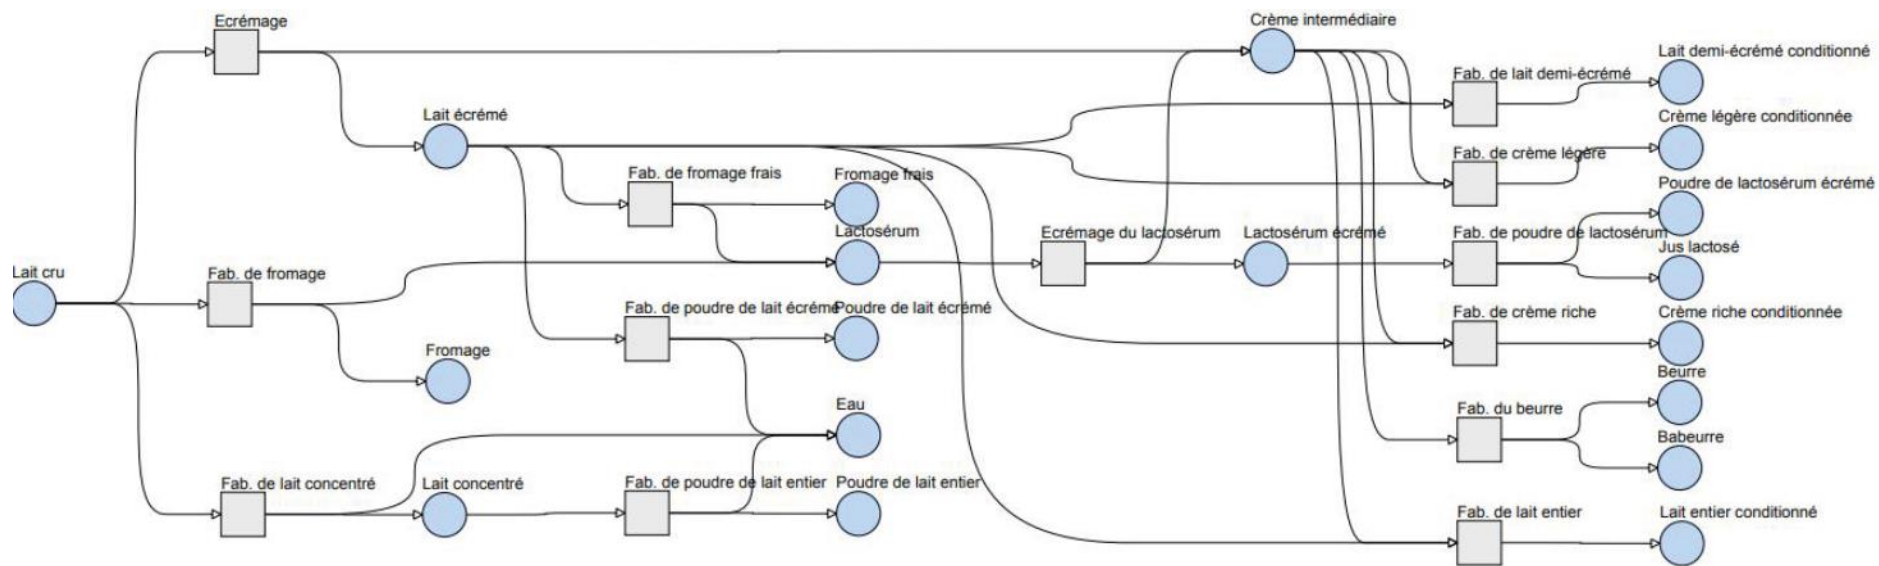 Ecrémage
Crème intermédiaire
Lait demi-écrémé conditionné
Fab. de lait demi-écrémé
Lait écrémé
Crème légère conditionnée
Fab. de crème légère
Fab. de fromage frais
Fromage frais
Poudre de lactosérum écrémé
Lactosérum
Ecrémage du lactosérum
Lactosérum écrémé
Fab. de poudre de lactosérum
Jus lactosé
Lait cru
Fab. de fromage
Fab. de poudre de lait écrémé
Poudre de lait écrémé
Fab. de crème riche
Crème riche conditionnée
Fromage
Beurre
Eau
Fab. du beurre
Babeurre
Fab. de lait concentré
Lait concentré
Fab. de poudre de lait entier
Poudre de lait entier
Fab. de lait entier
Lait entier conditionné